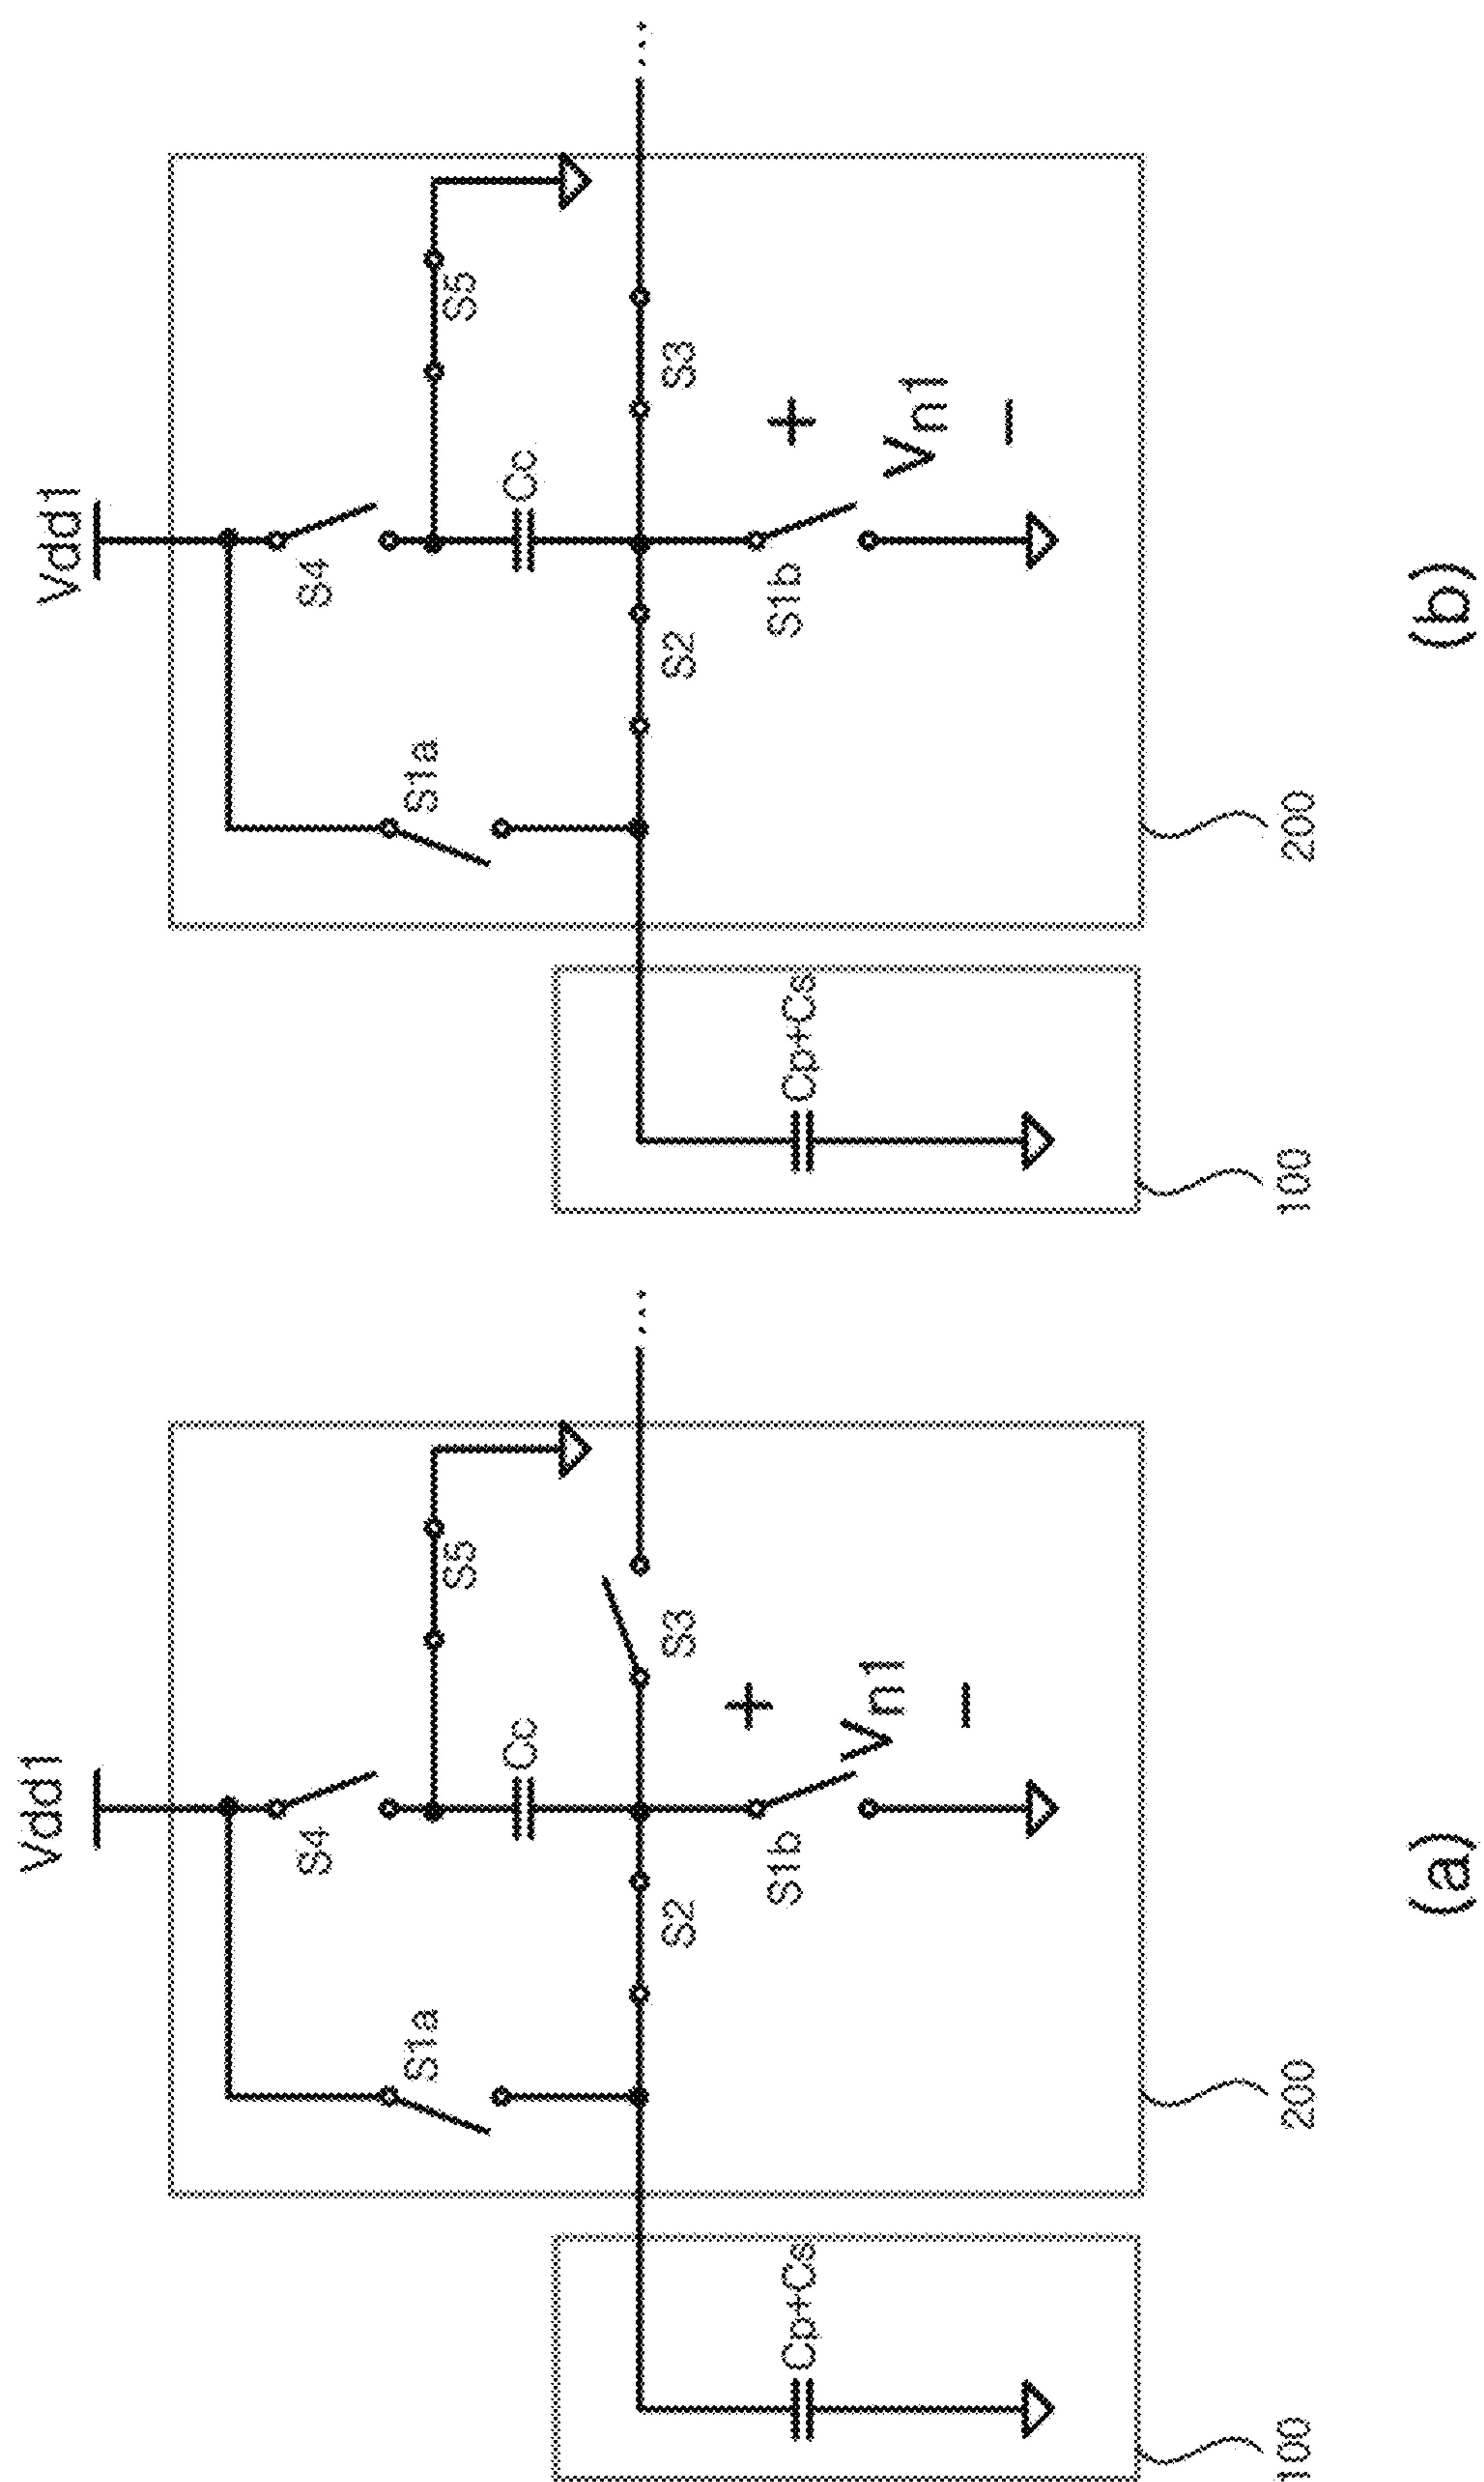 Vdd1
S4
S5
S1a
Cc
S2
S3
...
S1b
+
Vn1
−
Cp+Cs
100
200
(a)
Vdd1
S4
S5
S1a
Cc
S2
S3
...
S1b
+
Vn1
−
Cp+Cs
100
200
(b)